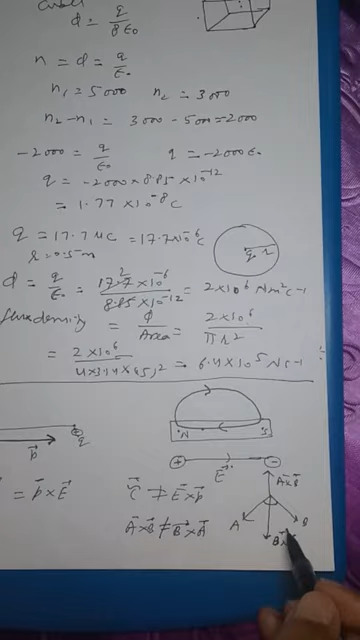 ϕ = q/8ε₀
n = ϕ = q/ε₀
n₁ = 5000 n₂ = 3000
n₂ - n₁ = 3000 - 5000 = 2000
-2000 = q/ε₀ q = -2000 ε₀
q = -2000 × 8.85 × 10⁻¹²
= 1.77 × 10⁻⁸ C
q = 17.7 μC = 17.7 × 10⁻⁶ C
r = 0.5 m
q r
ϕ = q/ε₀ = 17.7 × 10⁻⁶ / 8.85 × 10⁻¹² = 2 × 10⁶ Nm²C⁻¹
flux density = ϕ/Area = 2 × 10⁶ / πr²
= 2 × 10⁶ / 4 × 3.14 × (.5)² = 6.4 × 10⁵ NC⁻¹
N S
q
p⃗
+ E⃗ -
= p⃗ × E⃗ τ⃗ ≠ E⃗ × p⃗
A⃗ × B⃗
A⃗ × B⃗ ≠ B⃗ × A⃗
A B
B⃗ ×